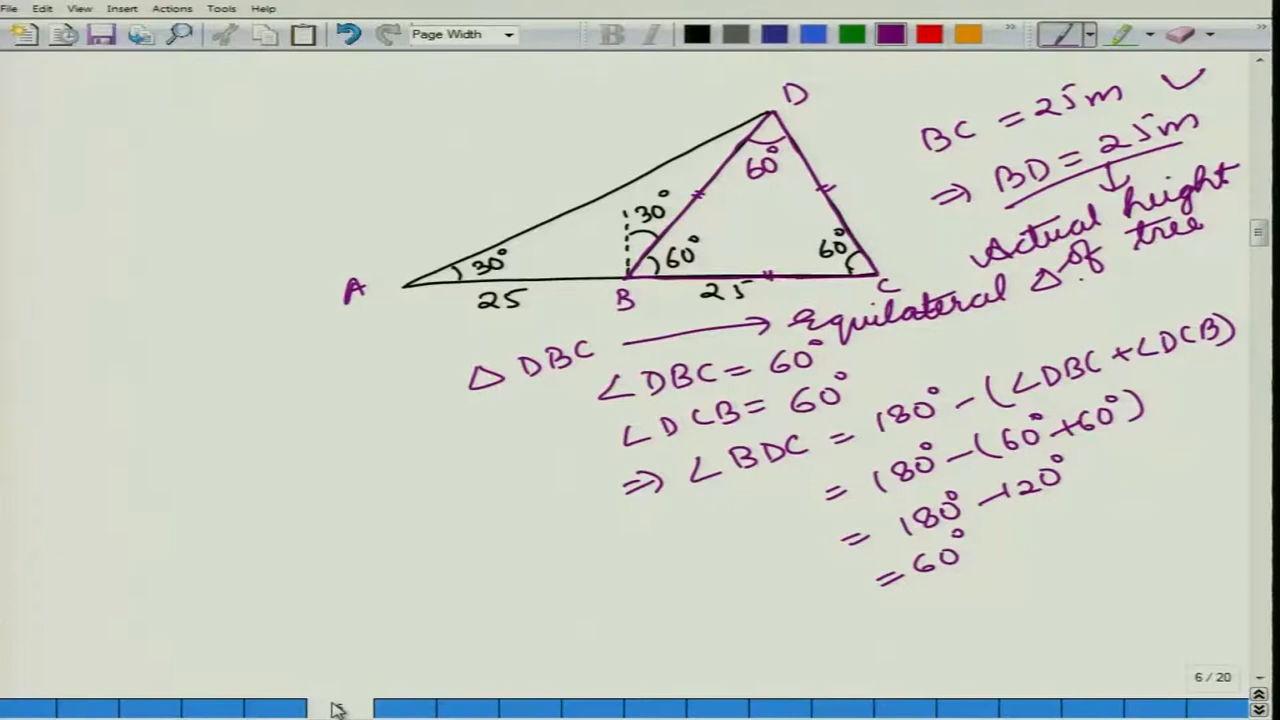 File Edit View Insert Actions Tools Help
Page Width
D
60°
30°
60°
60°
30°
A
25
B
25
C
BC = 25m
⇒ BD = 25m
Actual height
of tree
△ DBC → Equilateral △.
∠DBC = 60°
∠DCB = 60°
⇒ ∠BDC = 180° - (∠DBC + ∠DCB)
= 180° - (60° + 60°)
= 180° - 120°
= 60°
6 / 20